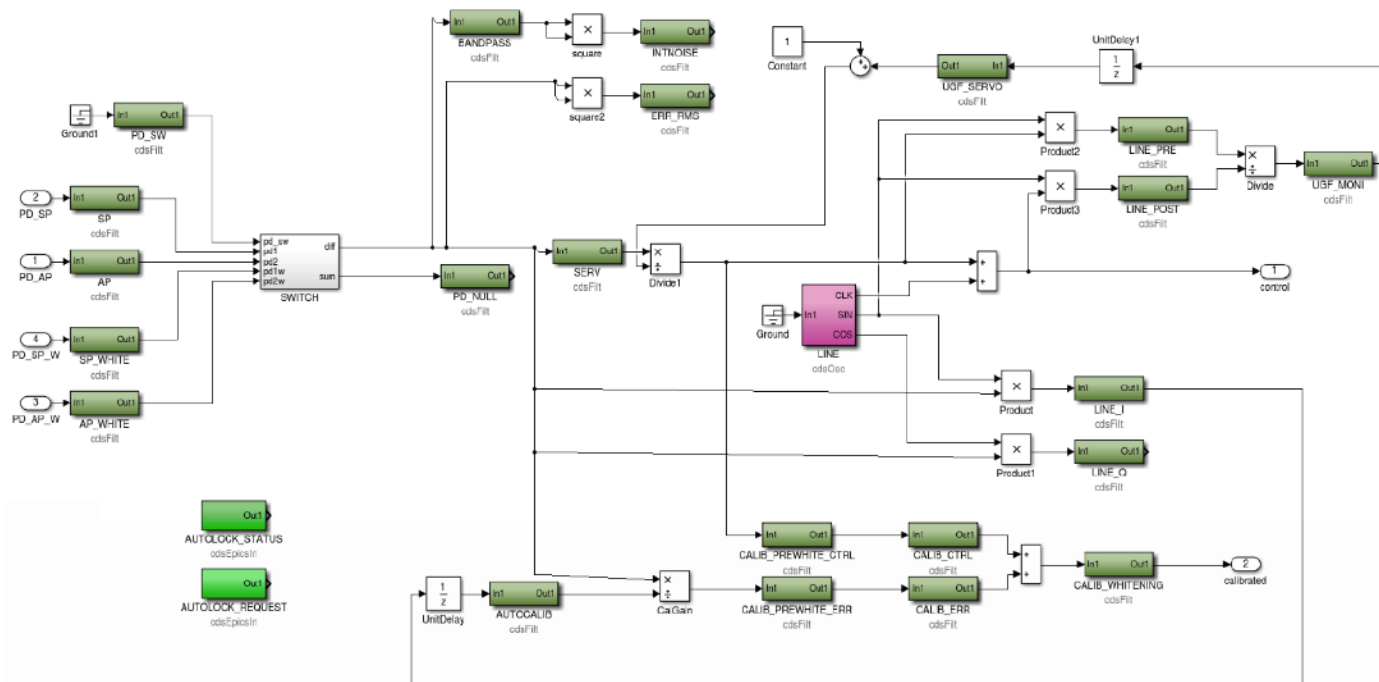 In1 Out1
BANDPASS
cdsFilt
×
square
In1 Out1
INTNOISE
cdsFilt
×
square2
In1 Out1
ERR_RMS
cdsFilt
1
Constant
Out1 In1
UGF_SERVO
cdsFilt
UnitDelay1
1
z
Ground1
In1 Out1
PD_SW
cdsFilt
2
PD_SP
In1 Out1
SP
cdsFilt
1
PD_AP
In1 Out1
AP
cdsFilt
4
PD_SP_W
In1 Out1
SP_WHITE
cdsFilt
3
PD_AP_W
In1 Out1
AP_WHITE
cdsFilt
pd_sw
pd1
pd2
pd1w
pd2w
diff
sum
SWITCH
In1 Out1
PD_NULL
cdsFilt
In1 Out1
SERV
cdsFilt
×
÷
Divide1
×
Product2
In1 Out1
LINE_PRE
cdsFilt
×
Product3
In1 Out1
LINE_POST
cdsFilt
×
÷
Divide
In1 Out1
UGF_MONI
cdsFilt
Ground
In1
CLK
SIN
COS
LINE
cdsOsc
+
+
1
control
×
Product
In1 Out1
LINE_I
cdsFilt
×
Product1
In1 Out1
LINE_Q
cdsFilt
Out1
AUTOLOCK_STATUS
cdsEpicsIn
Out1
AUTOLOCK_REQUEST
cdsEpicsIn
1
z
UnitDelay
In1 Out1
AUTOCALIB
cdsFilt
×
÷
CalGain
In1 Out1
CALIB_PREWHITE_CTRL
cdsFilt
In1 Out1
CALIB_CTRL
cdsFilt
In1 Out1
CALIB_PREWHITE_ERR
cdsFilt
In1 Out1
CALIB_ERR
cdsFilt
+
+
In1 Out1
CALIB_WHITENING
cdsFilt
2
calibrated